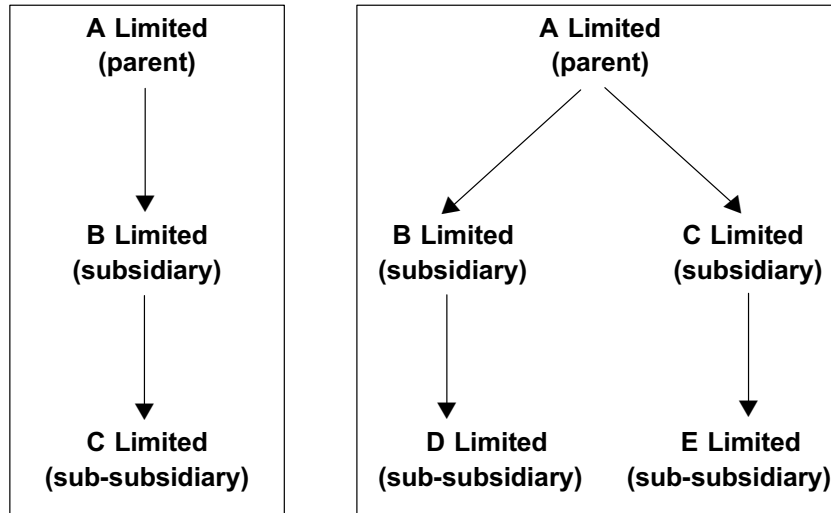 A Limited
(parent)
B Limited
(subsidiary)
C Limited
(sub-subsidiary)
A Limited
(parent)
B Limited
(subsidiary)
C Limited
(subsidiary)
D Limited
(sub-subsidiary)
E Limited
(sub-subsidiary)